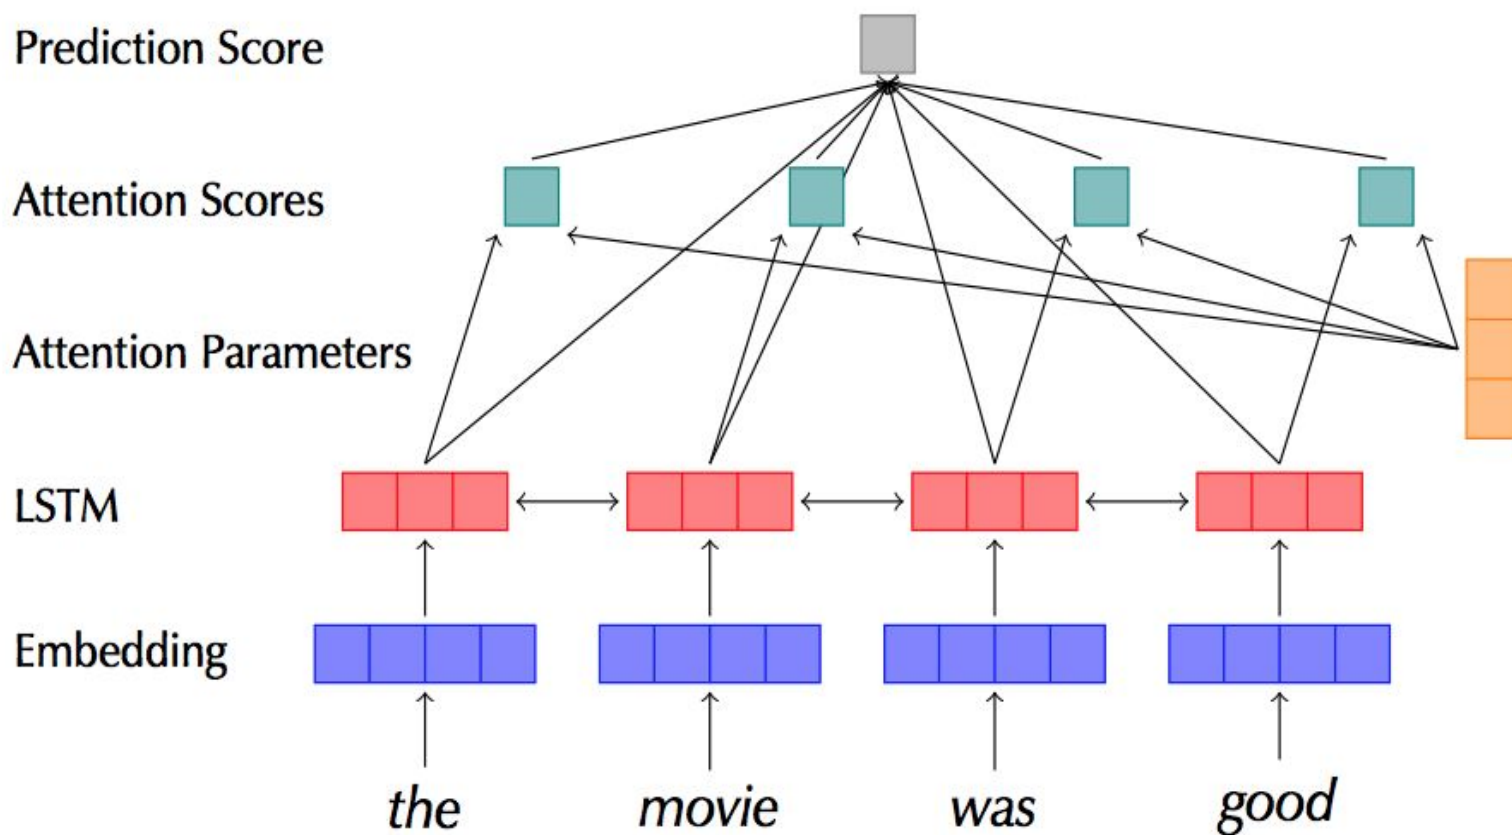 Prediction Score
Attention Scores
Attention Parameters
LSTM
Embedding
the movie was good